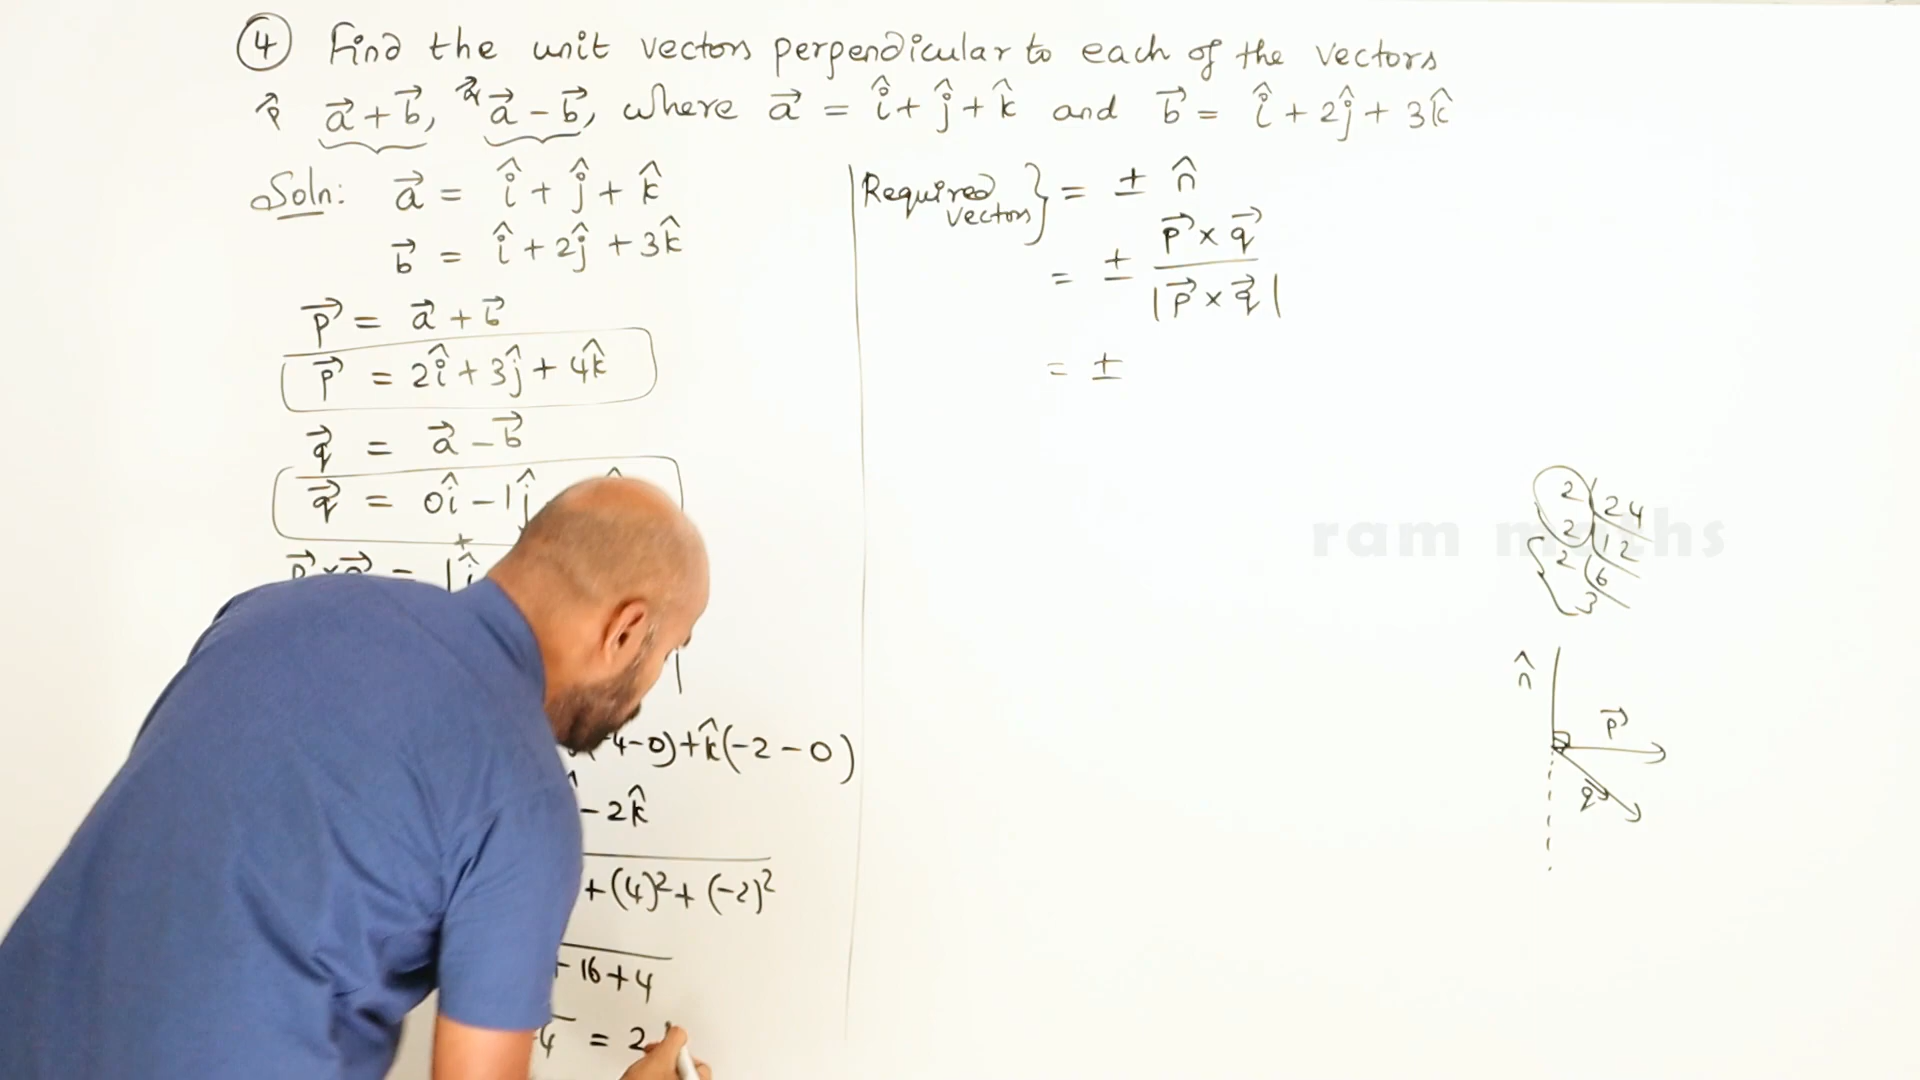 ④ Find the unit vectors perpendicular to each of the vectors
p⃗ a⃗ + b⃗, q⃗ a⃗ − b⃗, where a⃗ = î + ĵ + k̂ and b⃗ = î + 2ĵ + 3k̂
Soln: a⃗ = î + ĵ + k̂
b⃗ = î + 2ĵ + 3k̂
p⃗ = a⃗ + b⃗
p⃗ = 2î + 3ĵ + 4k̂
q⃗ = a⃗ − b⃗
q⃗ = 0î − 1ĵ
+
p⃗ × q⃗ = | î
|
-4-0) + k̂(-2-0)
− 2k̂
+ (4)² + (-2)²
+ 16 + 4
4 = 2
Required vectors } = ± n̂
= ± p⃗ × q⃗ / |p⃗ × q⃗|
= ±
2 | 24
2 | 12
2 | 6
3
n̂
p⃗
q⃗
ram maths